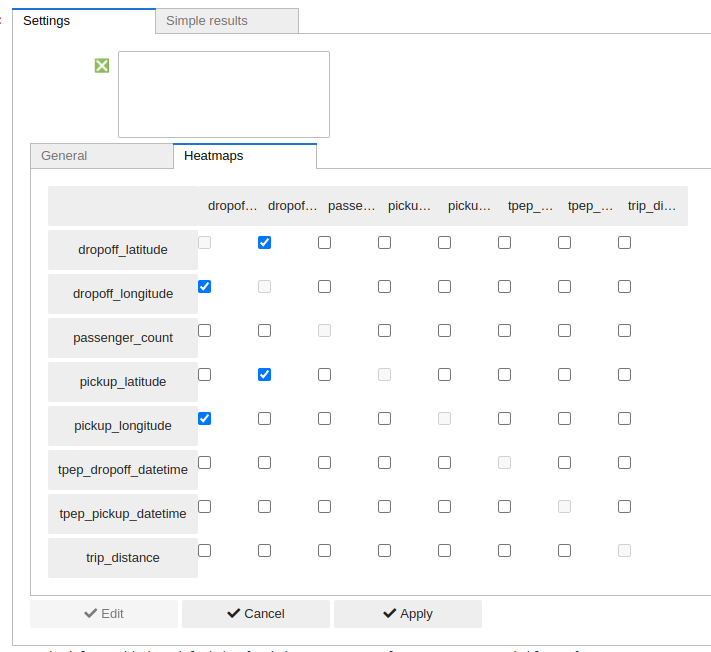 Settings Simple results
General Heatmaps
dropof… dropof… passe… picku… picku… tpep_… tpep_… trip_di…
dropoff_latitude
dropoff_longitude
passenger_count
pickup_latitude
pickup_longitude
tpep_dropoff_datetime
tpep_pickup_datetime
trip_distance
Edit Cancel Apply